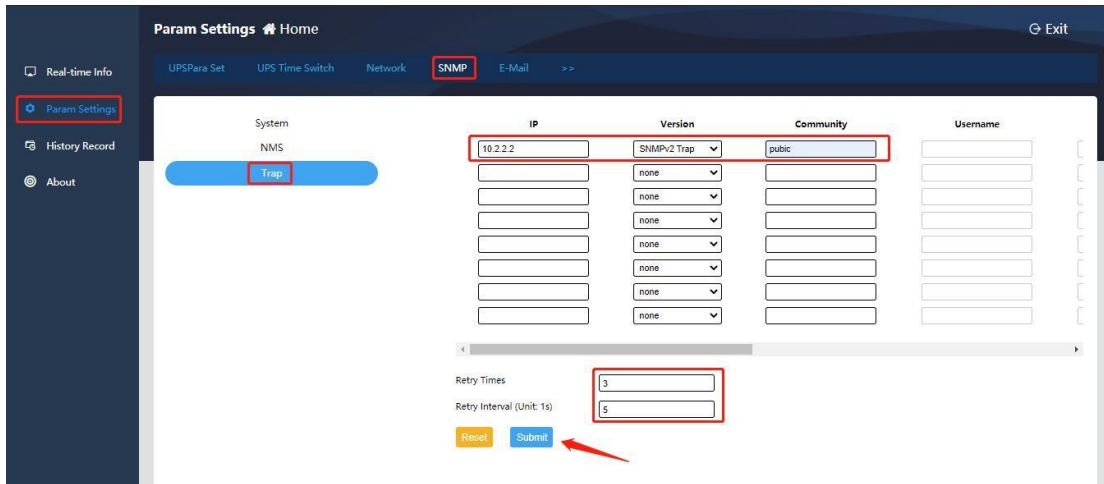 Param Settings Home
Exit
Real-time Info
Param Settings
History Record
About
UPSPara Set UPS Time Switch Network SNMP E-Mail >>
System
NMS
Trap
IP Version Community Username
10.2.2.2 SNMPv2 Trap pubic
none
none
none
none
none
none
none
Retry Times 3
Retry Interval (Unit: 1s) 5
Reset Submit